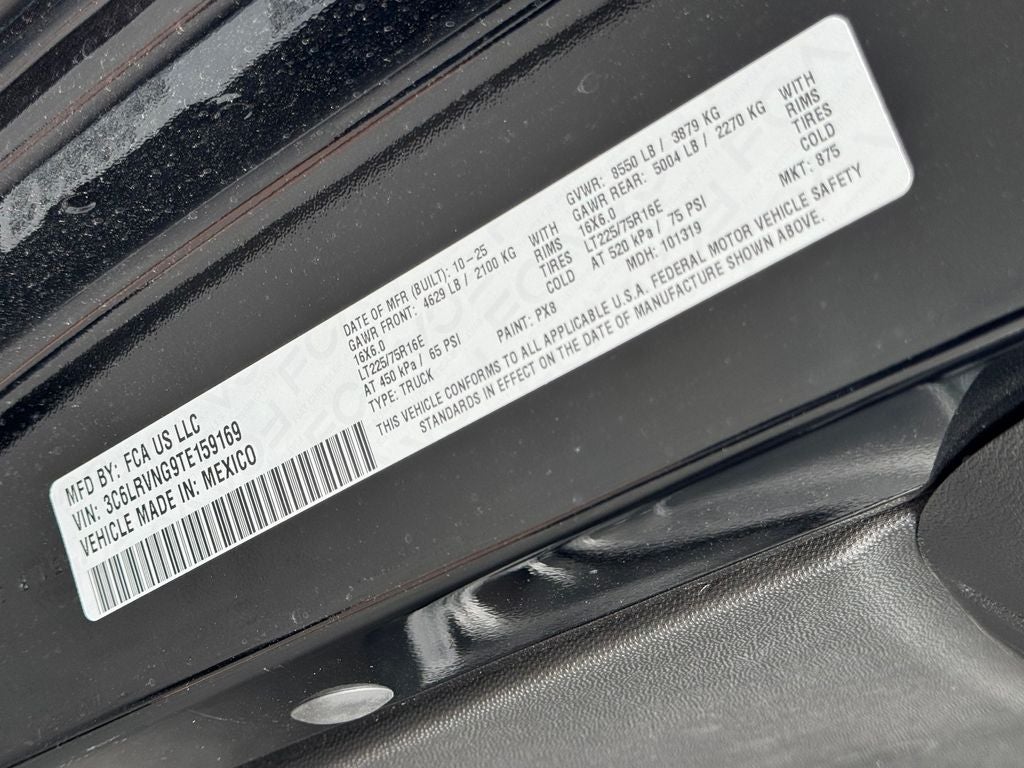 MFD BY: FCA US LLC
VIN: 3C6LRVNG9TE159169
VEHICLE MADE IN: MEXICO
DATE OF MFR (BUILT): 10-25 GVWR: 8550 LB / 3879 KG
GAWR FRONT: 4629 LB / 2100 KG WITH GAWR REAR: 5004 LB / 2270 KG WITH
16X6.0 RIMS 16X6.0 RIMS
LT225/75R16E TIRES LT225/75R16E TIRES
AT 450 kPa / 65 PSI COLD AT 520 kPa / 75 PSI COLD
TYPE: TRUCK PAINT: PX8 MDH: 101319 MKT: 875
THIS VEHICLE CONFORMS TO ALL APPLICABLE U.S.A. FEDERAL MOTOR VEHICLE SAFETY
STANDARDS IN EFFECT ON THE DATE OF MANUFACTURE SHOWN ABOVE.